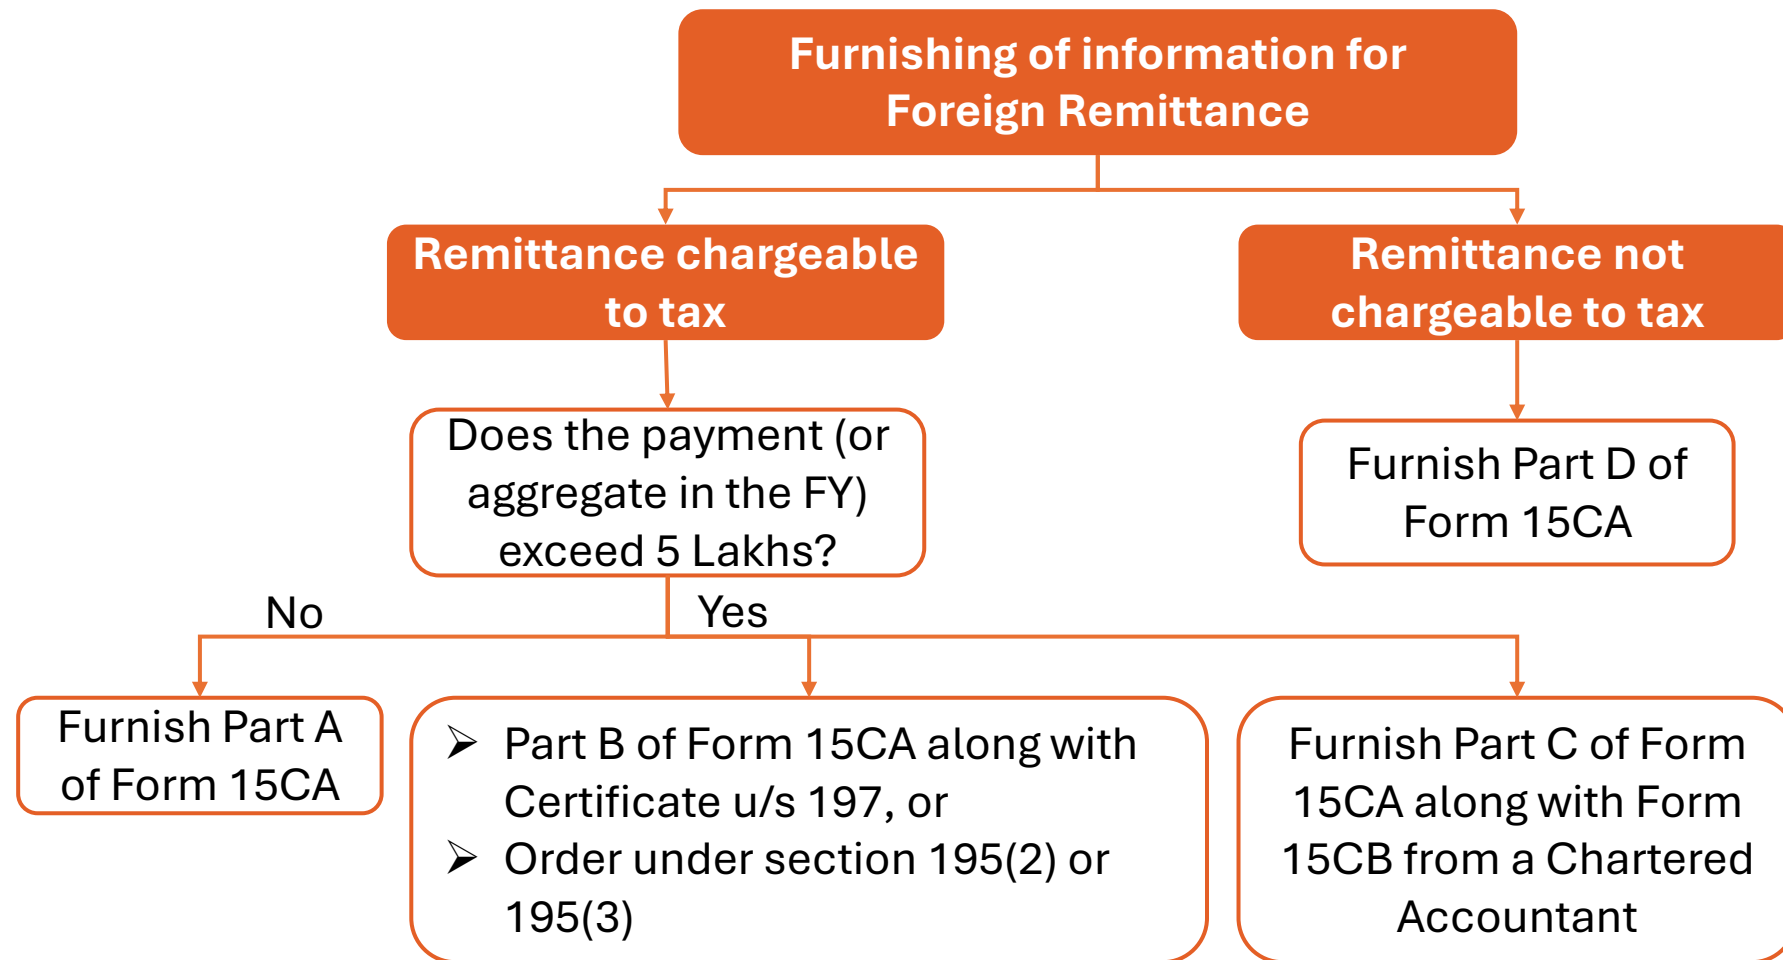 Furnishing of information for
Foreign Remittance
Remittance chargeable
to tax
Remittance not
chargeable to tax
Does the payment (or
aggregate in the FY)
exceed 5 Lakhs?
Furnish Part D of
Form 15CA
No
Yes
Furnish Part A
of Form 15CA
➢ Part B of Form 15CA along with
Certificate u/s 197, or
➢ Order under section 195(2) or
195(3)
Furnish Part C of Form
15CA along with Form
15CB from a Chartered
Accountant